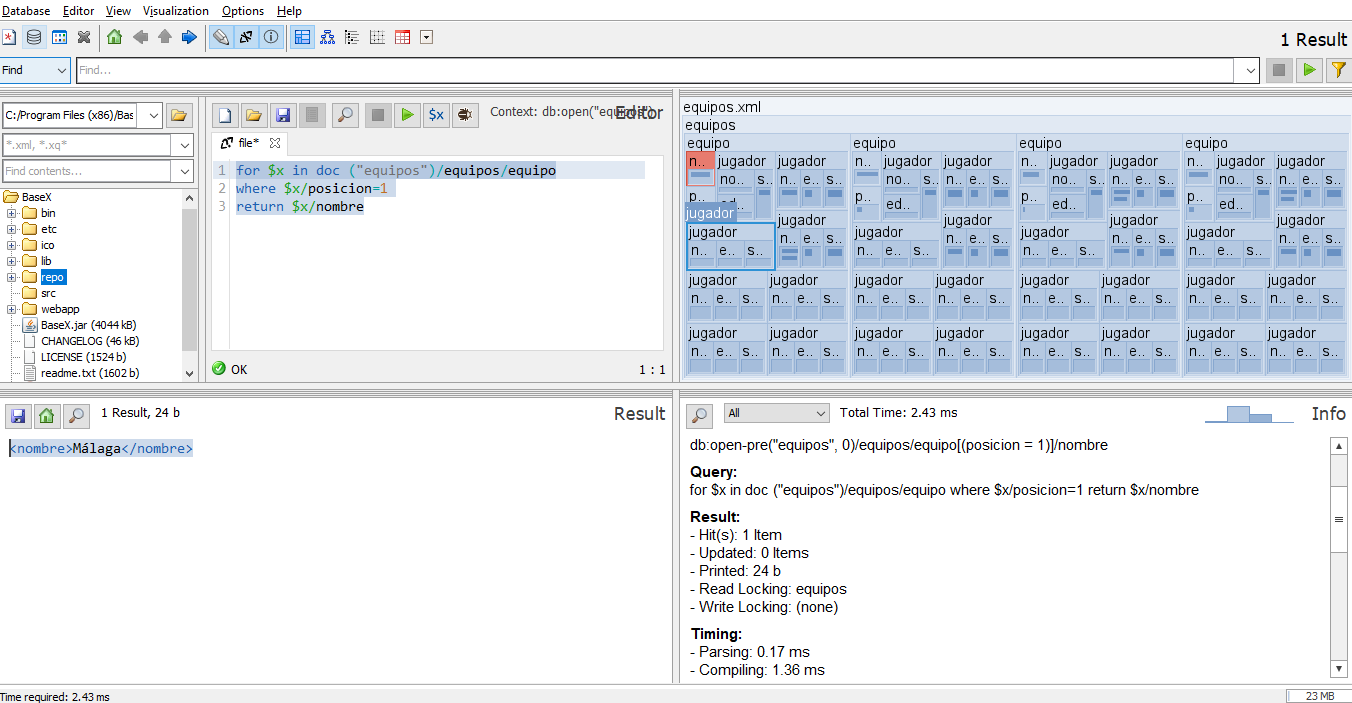 Database Editor View Visualization Options Help
1 Result
Find Find...
C:/Program Files (x86)/Bas
*.xml, *.xq*
Find contents...
BaseX
bin
etc
ico
lib
repo
src
webapp
BaseX.jar (4044 kB)
CHANGELOG (46 kB)
LICENSE (1524 b)
readme.txt (1602 b)
$x Context: db:open("equipos") Editor
file*
1 for $x in doc ("equipos")/equipos/equipo
2 where $x/posicion=1
3 return $x/nombre
OK 1 : 1
equipos.xml
equipos
equipo equipo equipo equipo
n.. jugador jugador n.. jugador jugador n.. jugador jugador n.. jugador jugador
no.. s.. n.. e.. s.. no.. s.. n.. e.. s.. no.. s.. n.. e.. s.. no.. s.. n.. e.. s..
ed.. p.. ed.. p.. ed.. p.. ed..
jugador jugador jugador jugador jugador
jugador jugador jugador jugador
n.. e.. s.. n.. e.. s.. n.. e.. s.. n.. e.. s.. n.. e.. s.. n.. e.. s.. n.. e.. s.. n.. e.. s..
jugador jugador jugador jugador jugador jugador jugador jugador
n.. e.. s.. n.. e.. s.. n.. e.. s.. n.. e.. s.. n.. e.. s.. n.. e.. s.. n.. e.. s.. n.. e.. s..
jugador jugador jugador jugador jugador jugador jugador jugador
n.. e.. s.. n.. e.. s.. n.. e.. s.. n.. e.. s.. n.. e.. s.. n.. e.. s.. n.. e.. s.. n.. e.. s..
1 Result, 24 b Result
<nombre>Málaga</nombre>
All Total Time: 2.43 ms Info
db:open-pre("equipos", 0)/equipos/equipo[(posicion = 1)]/nombre
Query:
for $x in doc ("equipos")/equipos/equipo where $x/posicion=1 return $x/nombre
Result:
- Hit(s): 1 Item
- Updated: 0 Items
- Printed: 24 b
- Read Locking: equipos
- Write Locking: (none)
Timing:
- Parsing: 0.17 ms
- Compiling: 1.36 ms
Time required: 2.43 ms 23 MB